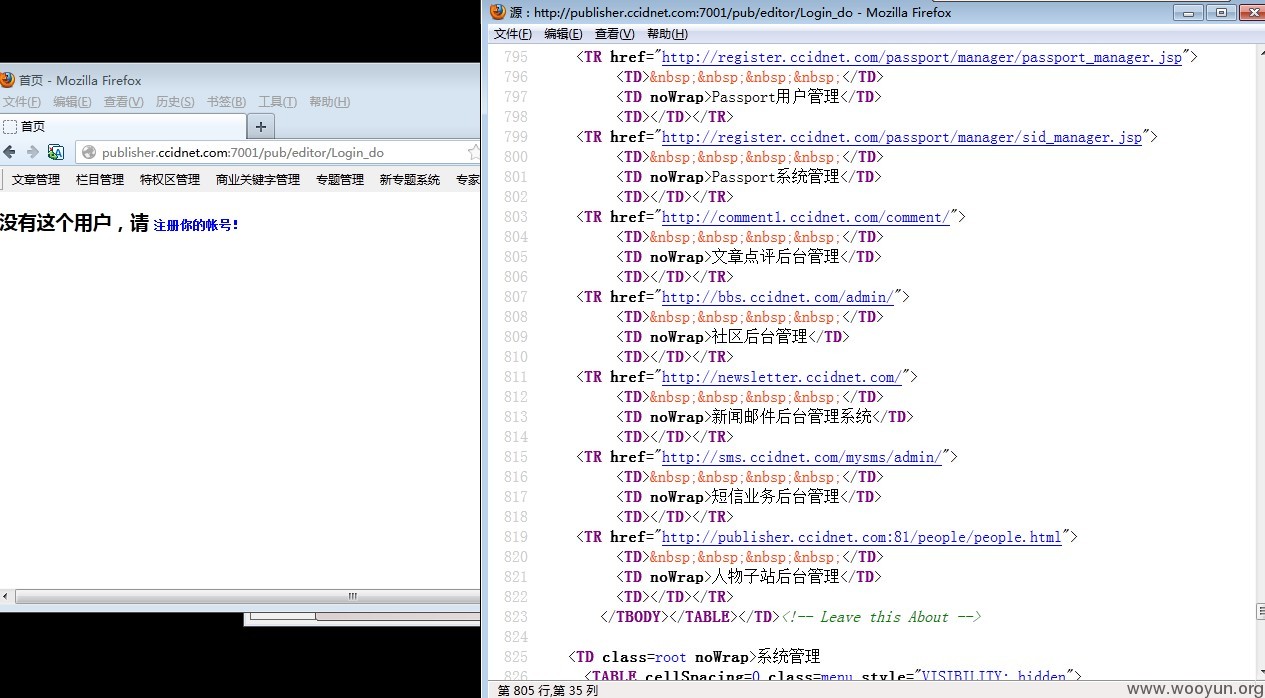 首页 - Mozilla Firefox
文件(F) 编辑(E) 查看(V) 历史(S) 书签(B) 工具(T) 帮助(H)
首页 +
publisher.ccidnet.com:7001/pub/editor/Login_do
文章管理 栏目管理 特权区管理 商业关键字管理 专题管理 新专题系统 专家
没有这个用户，请 注册你的帐号！
源：http://publisher.ccidnet.com:7001/pub/editor/Login_do - Mozilla Firefox
文件(F) 编辑(E) 查看(V) 帮助(H)
795 <TR href="http://register.ccidnet.com/passport/manager/passport_manager.jsp">
796 <TD>&nbsp;&nbsp;&nbsp;&nbsp;</TD>
797 <TD noWrap>Passport用户管理</TD>
798 <TD></TD></TR>
799 <TR href="http://register.ccidnet.com/passport/manager/sid_manager.jsp">
800 <TD>&nbsp;&nbsp;&nbsp;&nbsp;</TD>
801 <TD noWrap>Passport系统管理</TD>
802 <TD></TD></TR>
803 <TR href="http://comment1.ccidnet.com/comment/">
804 <TD>&nbsp;&nbsp;&nbsp;&nbsp;</TD>
805 <TD noWrap>文章点评后台管理</TD>
806 <TD></TD></TR>
807 <TR href="http://bbs.ccidnet.com/admin/">
808 <TD>&nbsp;&nbsp;&nbsp;&nbsp;</TD>
809 <TD noWrap>社区后台管理</TD>
810 <TD></TD></TR>
811 <TR href="http://newsletter.ccidnet.com/">
812 <TD>&nbsp;&nbsp;&nbsp;&nbsp;</TD>
813 <TD noWrap>新闻邮件后台管理系统</TD>
814 <TD></TD></TR>
815 <TR href="http://sms.ccidnet.com/mysms/admin/">
816 <TD>&nbsp;&nbsp;&nbsp;&nbsp;</TD>
817 <TD noWrap>短信业务后台管理</TD>
818 <TD></TD></TR>
819 <TR href="http://publisher.ccidnet.com:81/people/people.html">
820 <TD>&nbsp;&nbsp;&nbsp;&nbsp;</TD>
821 <TD noWrap>人物子站后台管理</TD>
822 <TD></TD></TR>
823 </TBODY></TABLE></TD><!-- Leave this About -->
824
825 <TD class=root noWrap>系统管理
826 <TABLE cellSpacing=0 class=menu style="VISIBILITY: hidden">
第 805 行,第 35 列
www.wooyun.org